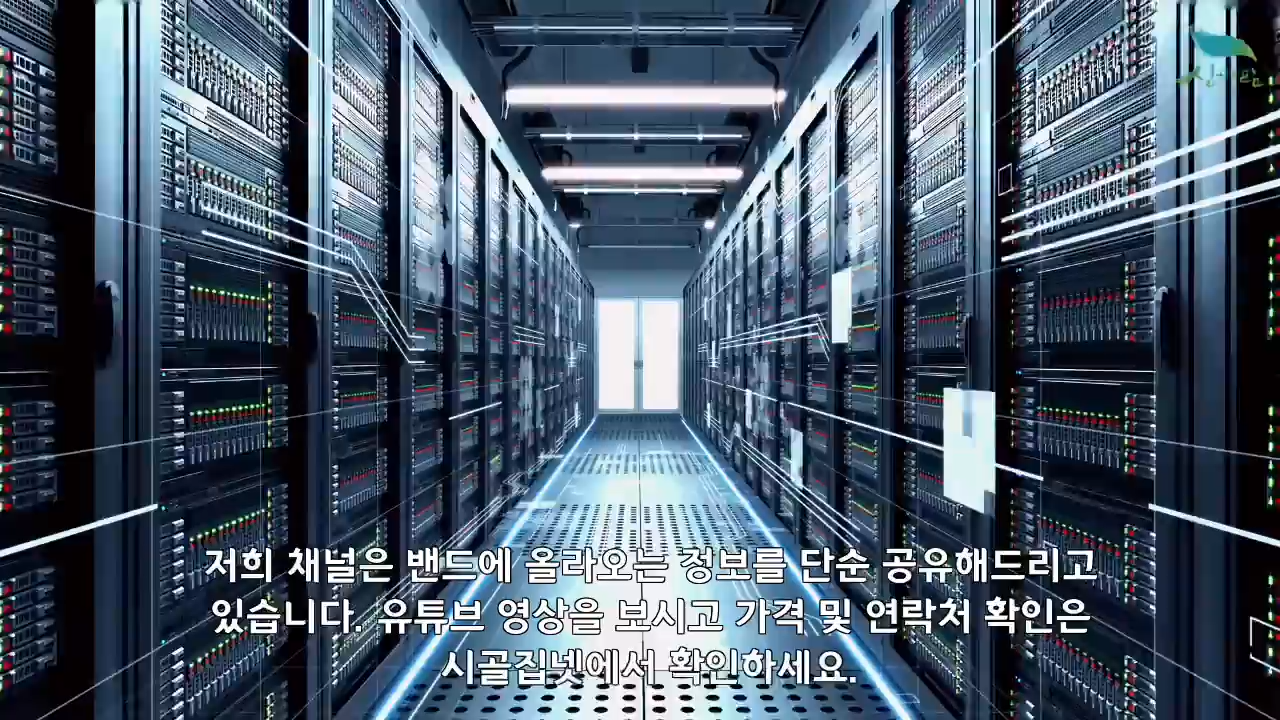 저희 채널은 밴드에 올라오는 정보를 단순 공유해드리고
있습니다. 유튜브 영상을 보시고 가격 및 연락처 확인은
시골집넷에서 확인하세요.